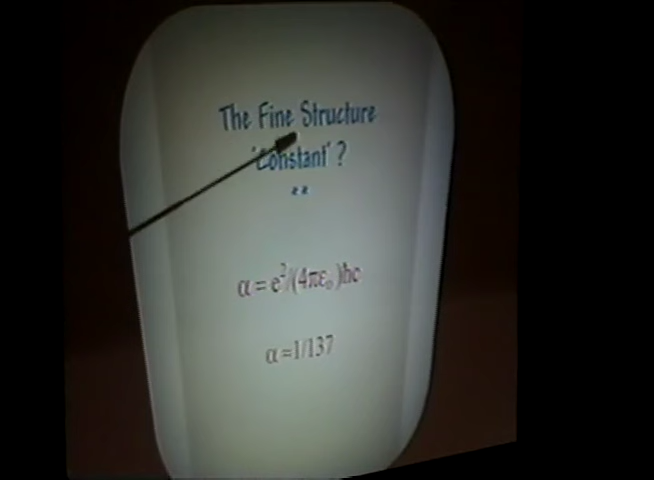 The Fine Structure
'Constant' ?
**
α = e²/(4πε₀)ħc
α =1/137